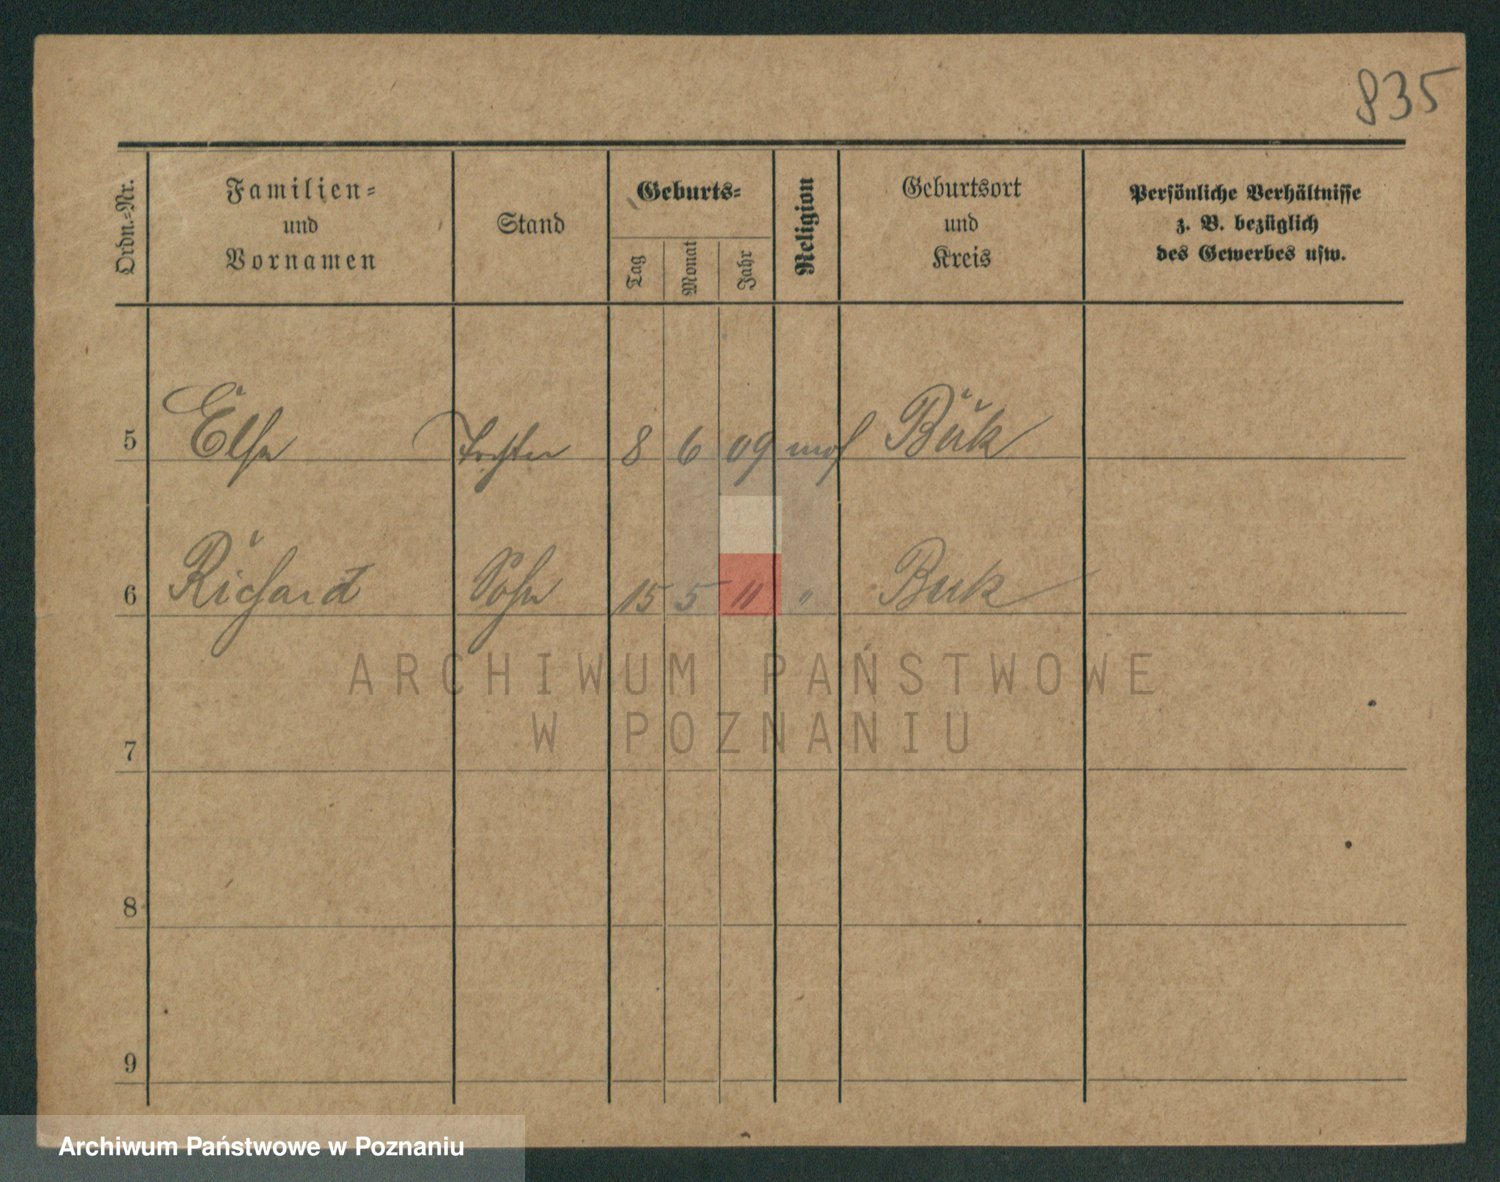 835
Ordn.-Nr.
Familien-
und
Vornamen
Stand
Geburts-
Tag
Monat
Jahr
Religion
Geburtsort
und
Kreis
Persönliche Verhältnisse
z. B. bezüglich
des Gewerbes usw.
5 Else Tochter 8 6 09 mos Buk
6 Richard Sohn 15 5 11 " Buk
ARCHIWUM PAŃSTWOWE
W POZNANIU
7
8
9
Archiwum Państwowe w Poznaniu